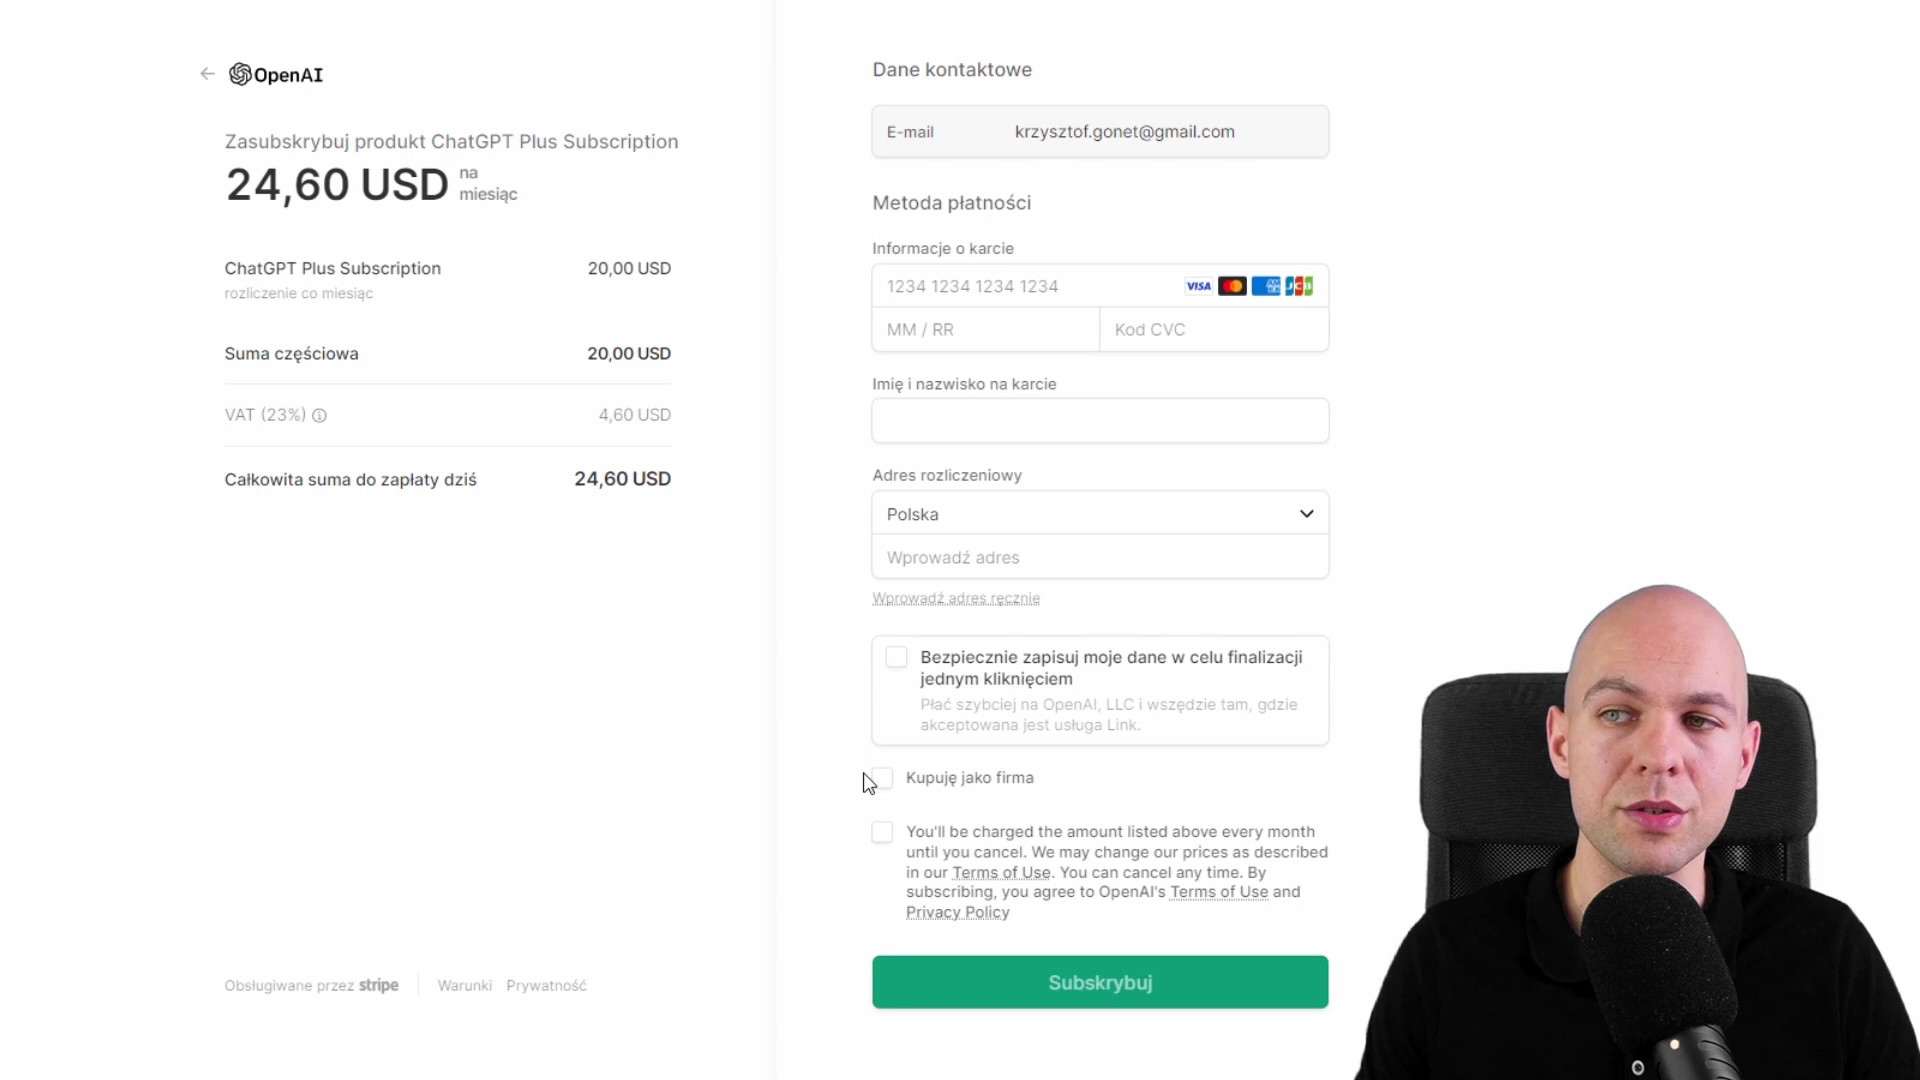 OpenAI
Zasubskrybuj produkt ChatGPT Plus Subscription
24,60 USD
na
miesiąc
ChatGPT Plus Subscription 20,00 USD
rozliczenie co miesiąc
Suma częściowa 20,00 USD
VAT (23%) 4,60 USD
Całkowita suma do zapłaty dziś 24,60 USD
Obsługiwane przez stripe Warunki Prywatność
Dane kontaktowe
E-mail krzysztof.gonet@gmail.com
Metoda płatności
Informacje o karcie
1234 1234 1234 1234 VISA
MM / RR Kod CVC
Imię i nazwisko na karcie
Adres rozliczeniowy
Polska
Wprowadź adres
Wprowadź adres ręcznie
Bezpiecznie zapisuj moje dane w celu finalizacji
jednym kliknięciem
Płać szybciej na OpenAI, LLC i wszędzie tam, gdzie
akceptowana jest usługa Link.
Kupuję jako firma
You'll be charged the amount listed above every month
until you cancel. We may change our prices as described
in our Terms of Use. You can cancel any time. By
subscribing, you agree to OpenAI's Terms of Use and
Privacy Policy
Subskrybuj